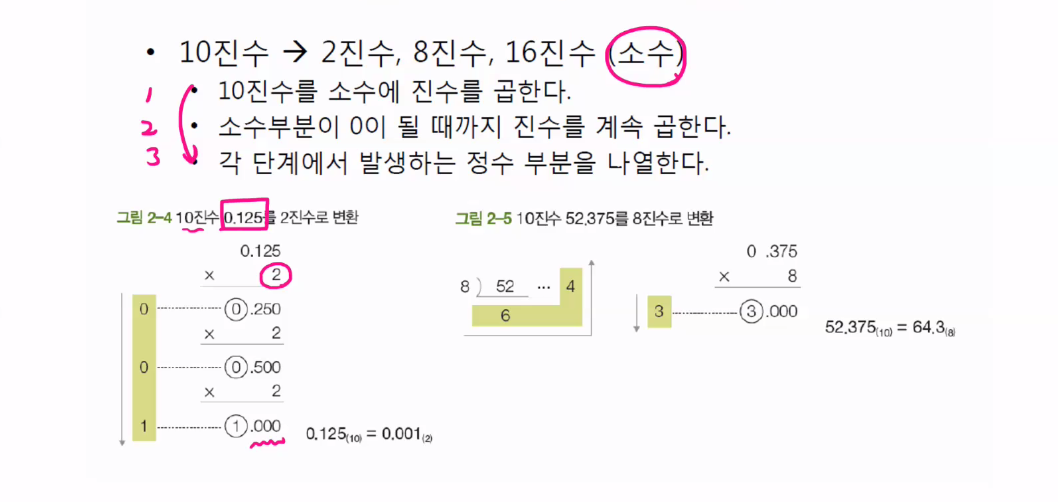 • 10진수 → 2진수, 8진수, 16진수 (소수)
1 • 10진수를 소수에 진수를 곱한다.
2 • 소수부분이 0이 될 때까지 진수를 계속 곱한다.
3 • 각 단계에서 발생하는 정수 부분을 나열한다.
그림 2-4 10진수 0.125를 2진수로 변환
0.125
× 2
0 0.250
× 2
0 0.500
× 2
1 1.000
0.125(10) = 0.001(2)
그림 2-5 10진수 52.375를 8진수로 변환
8 ) 52 ··· 4
6
0 .375
× 8
3 3.000
52.375(10) = 64.3(8)